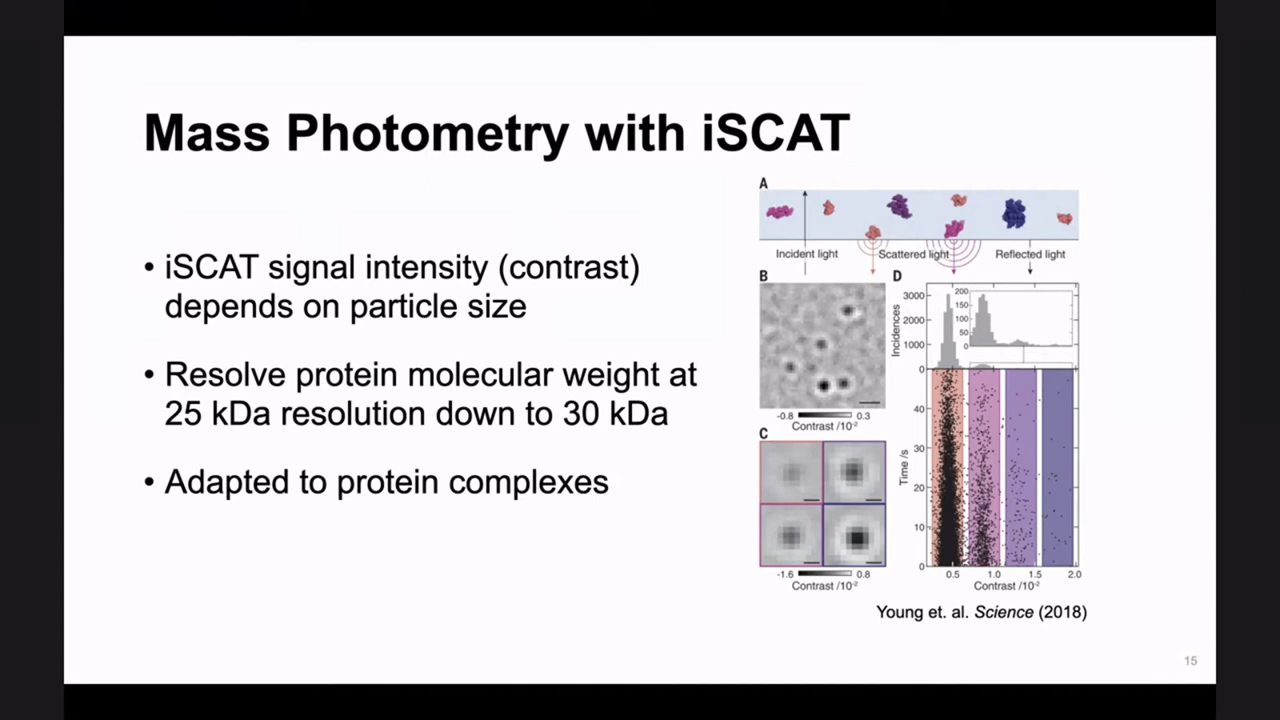 Mass Photometry with iSCAT
• iSCAT signal intensity (contrast)
depends on particle size
• Resolve protein molecular weight at
25 kDa resolution down to 30 kDa
• Adapted to protein complexes
A
Incident light
Scattered light
Reflected light
B
-0.8 0.3
Contrast /10-2
C
-1.6 0.8
Contrast /10-2
D
Incidences
3000
2000
1000
0
200
150
100
50
0
Time /s
40
30
20
10
0
0.5 1.0 1.5 2.0
Contrast /10-2
Young et. al. Science (2018)
15